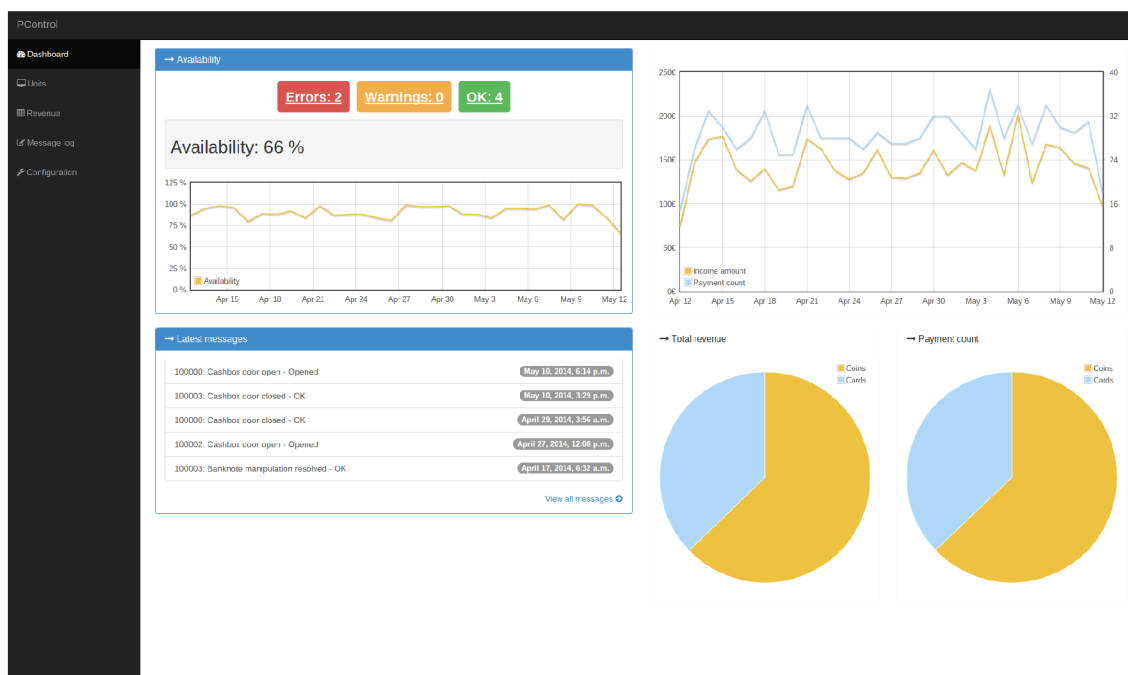 PControl
Dashboard
Units
Revenue
Message log
Configuration
Availability
Errors: 2 Warnings: 0 OK: 4
Availability: 66 %
125 %
100 %
75 %
50 %
25 %
0 %
Availability
Apr 15 Apr 18 Apr 21 Apr 24 Apr 27 Apr 30 May 3 May 6 May 9 May 12
Latest messages
100000: Cashbox door open - Opened May 10, 2014, 6:14 p.m.
100003: Cashbox door closed - OK May 10, 2014, 3:29 p.m.
100000: Cashbox door closed - OK April 29, 2014, 3:56 a.m.
100002: Cashbox door open - Opened April 27, 2014, 12:00 p.m.
100003: Banknote manipulation resolved - OK April 17, 2014, 6:32 a.m.
View all messages
250€ 40
200€ 32
150€ 24
100€ 16
50€ 8
0€ 0
Income amount
Payment count
Apr 12 Apr 15 Apr 18 Apr 21 Apr 24 Apr 27 Apr 30 May 3 May 6 May 9 May 12
Total revenue
Coins
Cards
Payment count
Coins
Cards